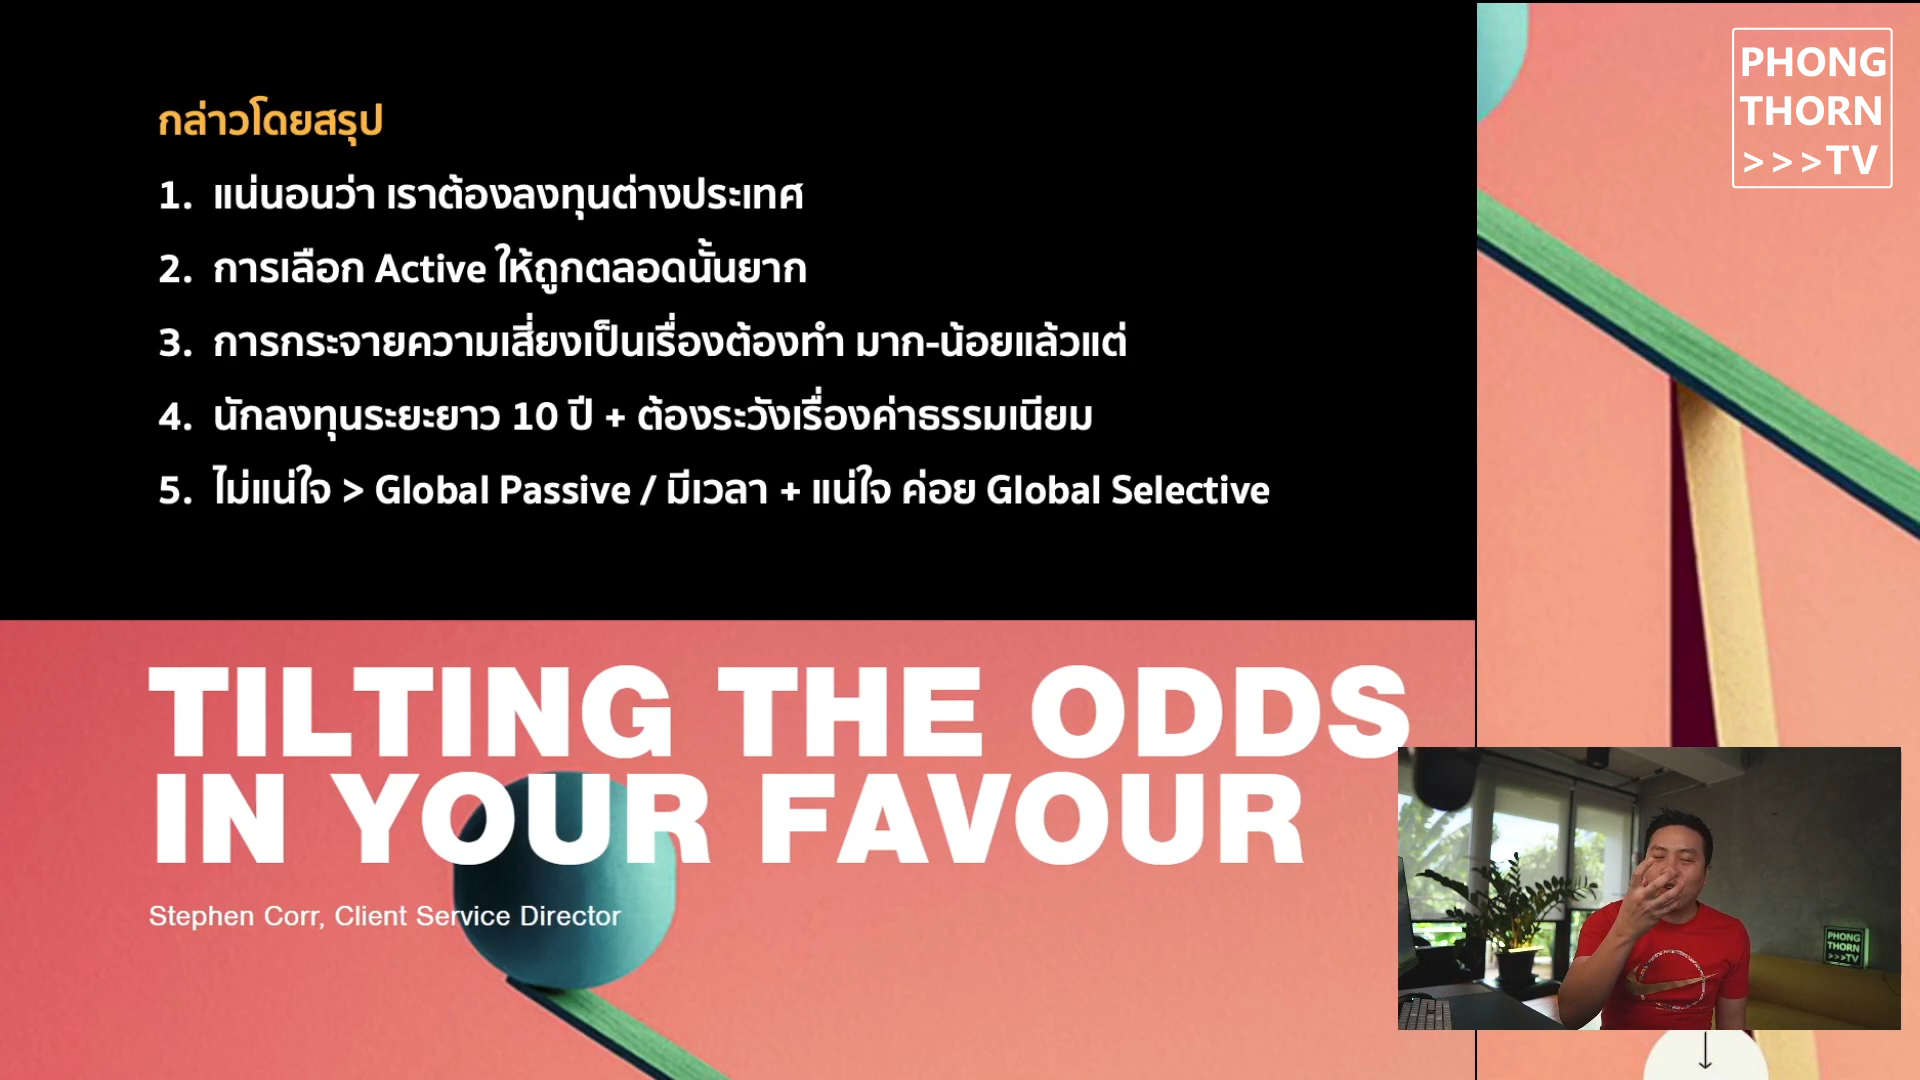 กล่าวโดยสรุป
1. แน่นอนว่า เราต้องลงทุนต่างประเทศ
2. การเลือก Active ให้ถูกตลอดนั้นยาก
3. การกระจายความเสี่ยงเป็นเรื่องต้องทำ มาก-น้อยแล้วแต่
4. นักลงทุนระยะยาว 10 ปี + ต้องระวังเรื่องค่าธรรมเนียม
5. ไม่แน่ใจ > Global Passive / มีเวลา + แน่ใจ ค่อย Global Selective
TILTING THE ODDS
IN YOUR FAVOUR
Stephen Corr, Client Service Director
PHONG
THORN
>>>TV
PHONG
THORN
>>>TV